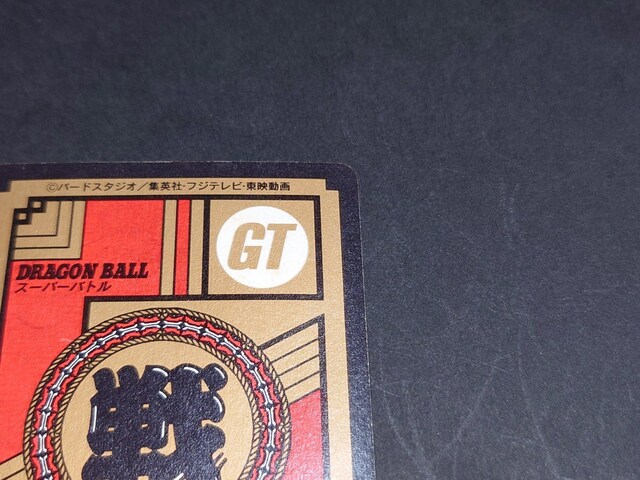 ©バードスタジオ／集英社・フジテレビ・東映動画
GT
DRAGON BALL
スーパーバトル
戦